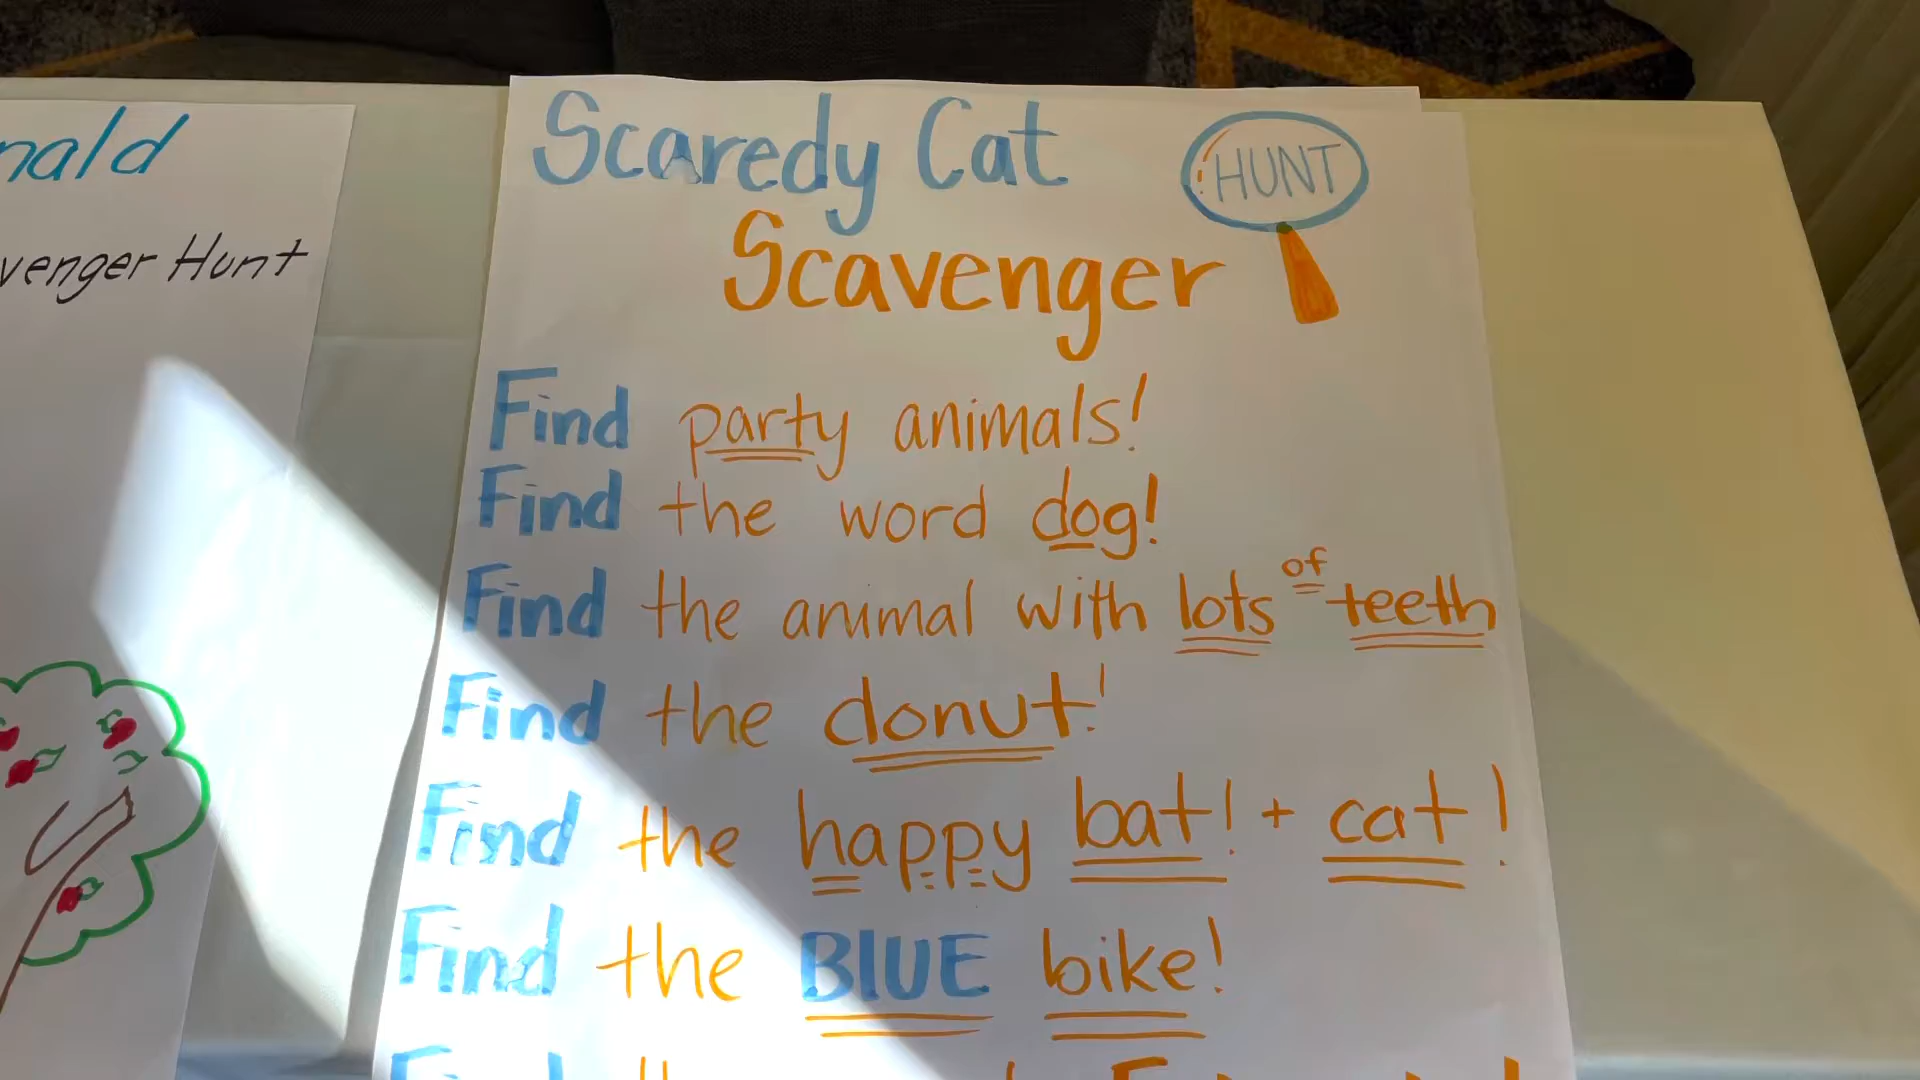 nald
venger Hunt
Scaredy Cat
HUNT
Scavenger
Find party animals!
Find the word dog!
Find the animal with lots of teeth
Find the donut!
Find the happy bat! + cat!
Find the BLUE bike!
Find